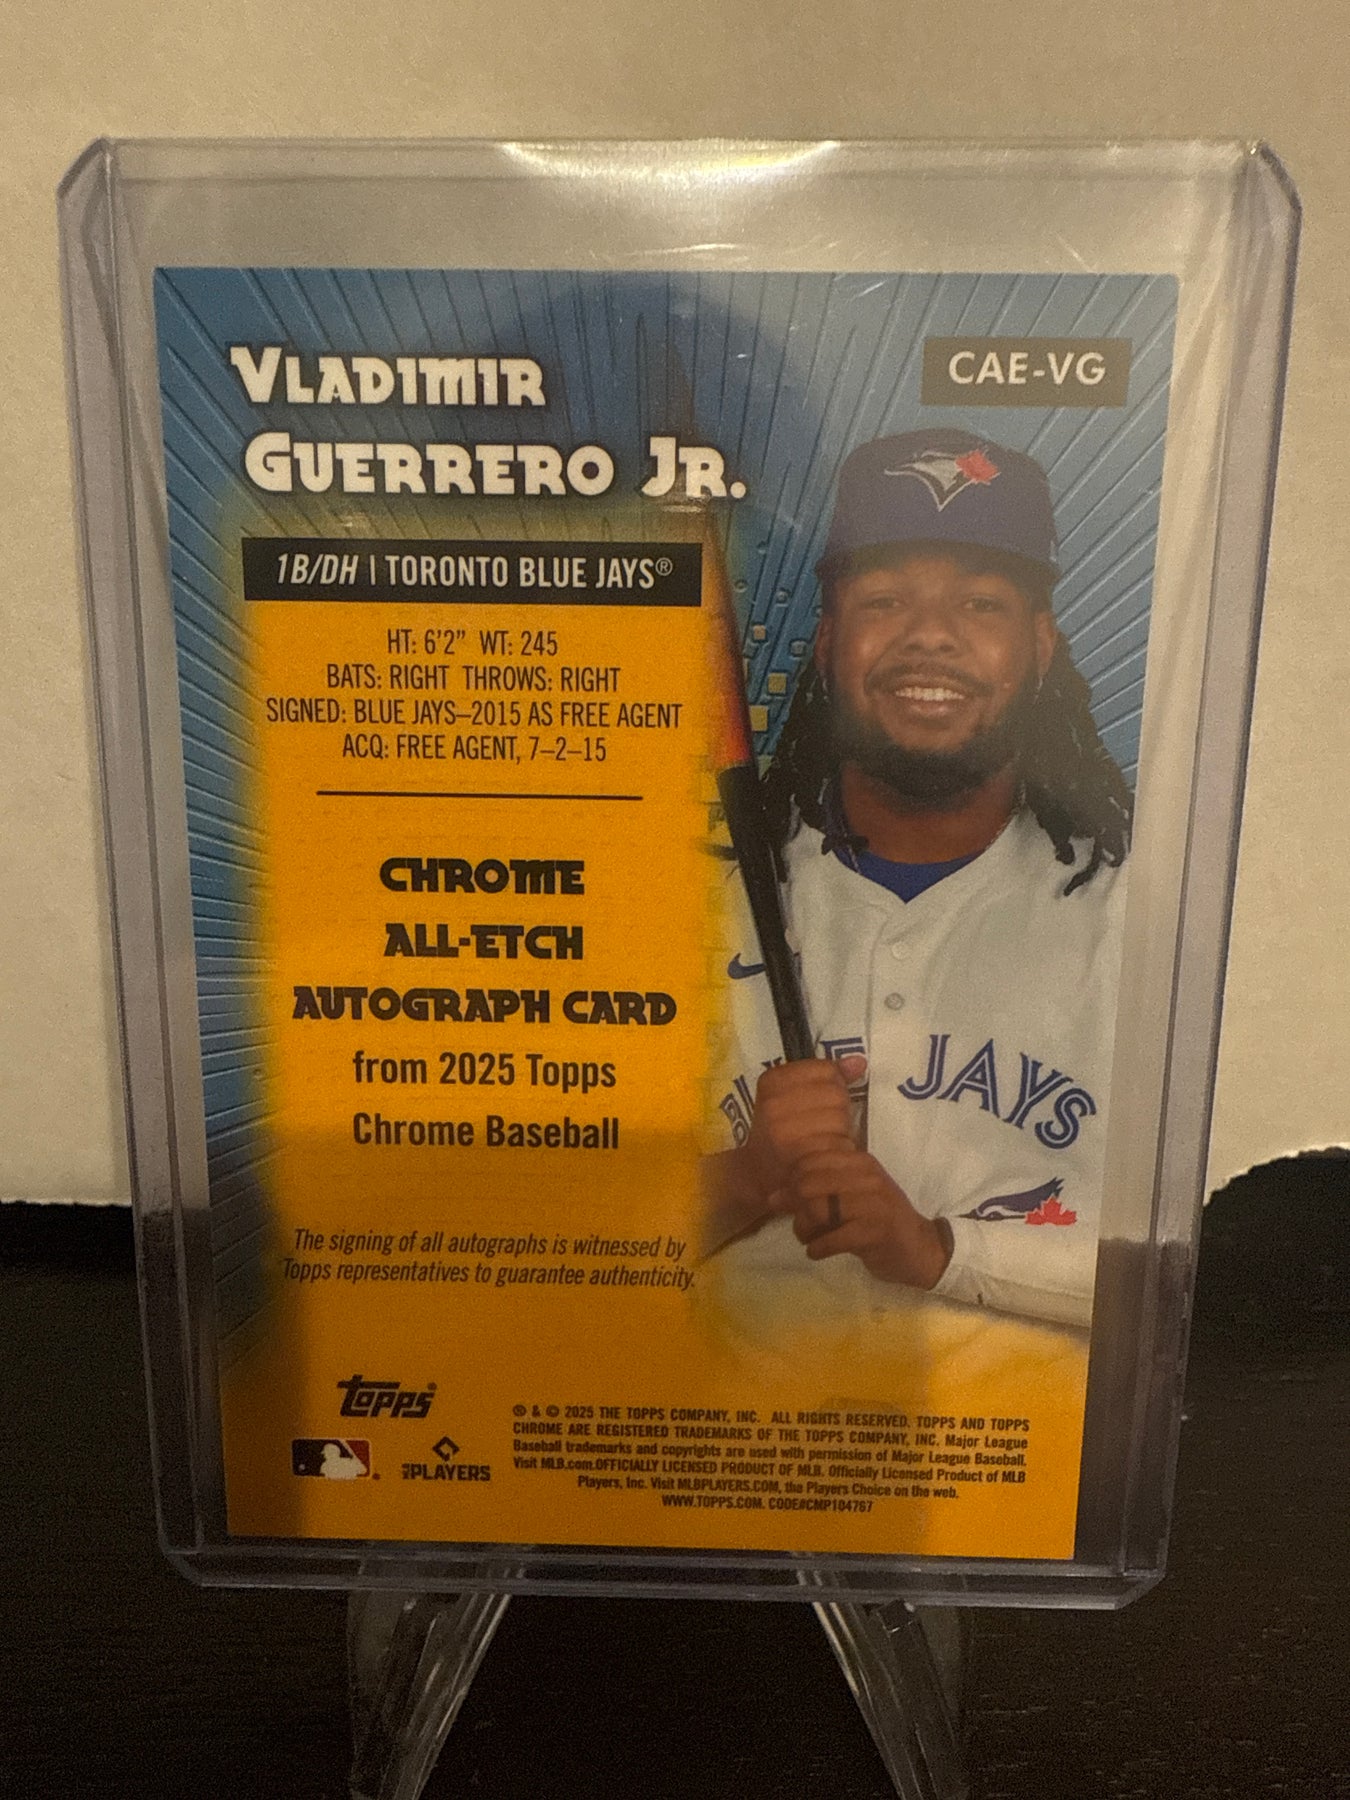 CAE-VG
VLADIMIR
GUERRERO JR.
1B/DH | TORONTO BLUE JAYS®
HT: 6'2" WT: 245
BATS: RIGHT THROWS: RIGHT
SIGNED: BLUE JAYS–2015 AS FREE AGENT
ACQ: FREE AGENT, 7–2–15
CHROME
ALL-ETCH
AUTOGRAPH CARD
from 2025 Topps
Chrome Baseball
The signing of all autographs is witnessed by
Topps representatives to guarantee authenticity.
BLUE JAYS
topps®
MLB PLAYERS
® & © 2025 THE TOPPS COMPANY, INC. ALL RIGHTS RESERVED. TOPPS AND TOPPS
CHROME ARE REGISTERED TRADEMARKS OF THE TOPPS COMPANY, INC. Major League
Baseball trademarks and copyrights are used with permission of Major League Baseball.
Visit MLB.com.OFFICIALLY LICENSED PRODUCT OF MLB. Officially Licensed Product of MLB
Players, Inc. Visit MLBPLAYERS.COM, the Players Choice on the web.
WWW.TOPPS.COM. CODE#CMP104767